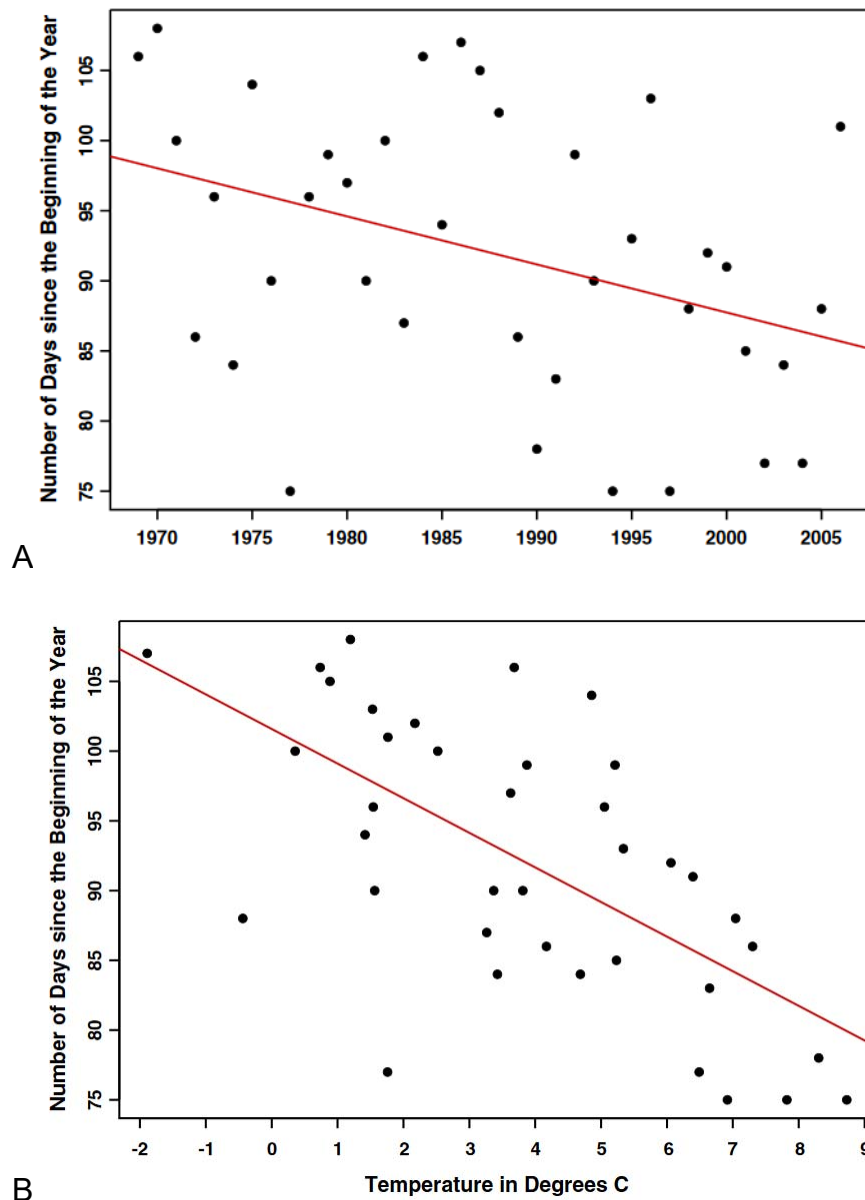 Number of Days since the Beginning of the Year
105
100
95
90
85
80
75
1970 1975 1980 1985 1990 1995 2000 2005
A
Number of Days since the Beginning of the Year
105
100
95
90
85
80
75
-2 -1 0 1 2 3 4 5 6 7 8 9
Temperature in Degrees C
B